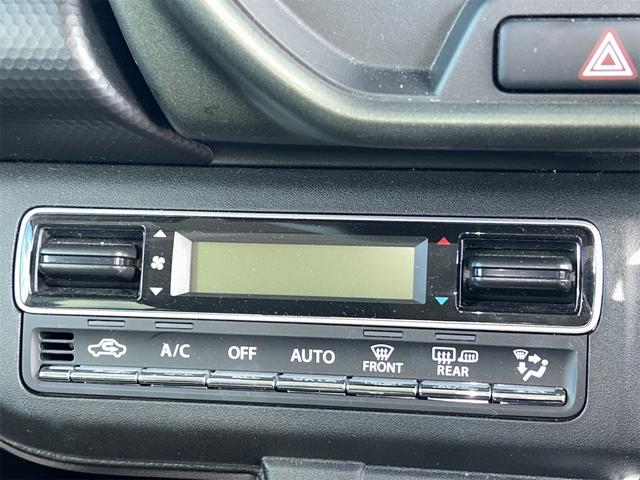 A/C OFF AUTO FRONT REAR